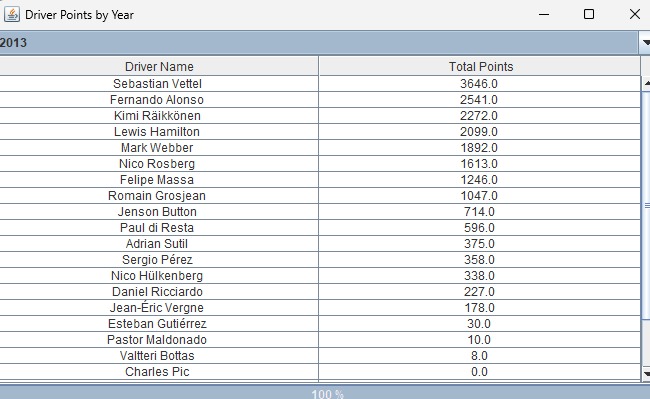 Driver Points by Year
2013
Driver Name Total Points
Sebastian Vettel 3646.0
Fernando Alonso 2541.0
Kimi Räikkönen 2272.0
Lewis Hamilton 2099.0
Mark Webber 1892.0
Nico Rosberg 1613.0
Felipe Massa 1246.0
Romain Grosjean 1047.0
Jenson Button 714.0
Paul di Resta 596.0
Adrian Sutil 375.0
Sergio Pérez 358.0
Nico Hülkenberg 338.0
Daniel Ricciardo 227.0
Jean-Éric Vergne 178.0
Esteban Gutiérrez 30.0
Pastor Maldonado 10.0
Valtteri Bottas 8.0
Charles Pic 0.0
100 %